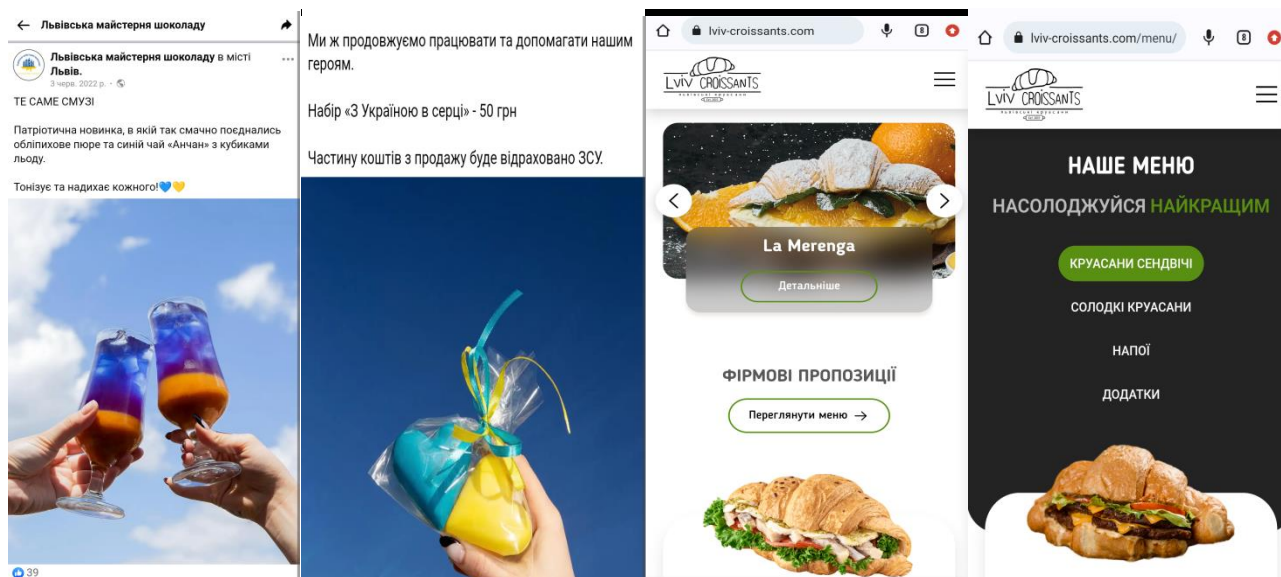 Львівська майстерня шоколаду
Львівська майстерня шоколаду в місті
Львів.
3 черв. 2022 р.
ТЕ САМЕ СМУЗІ
Патріотична новинка, в якій так смачно поєднались
обліпихове пюре та синій чай «Анчан» з кубиками
льоду.
Тонізує та надихає кожного!💙💛
39
Ми ж продовжуємо працювати та допомагати нашим
героям.
Набір «З Україною в серці» - 50 грн
Частину коштів з продажу буде відраховано ЗСУ.
lviv-croissants.com
8
LVIV CROISSANTS
La Merenga
Детальніше
ФІРМОВІ ПРОПОЗИЦІЇ
Переглянути меню →
lviv-croissants.com/menu/
8
LVIV CROISSANTS
НАШЕ МЕНЮ
НАСОЛОДЖУЙСЯ НАЙКРАЩИМ
КРУАСАНИ СЕНДВІЧІ
СОЛОДКІ КРУАСАНИ
НАПОЇ
ДОДАТКИ